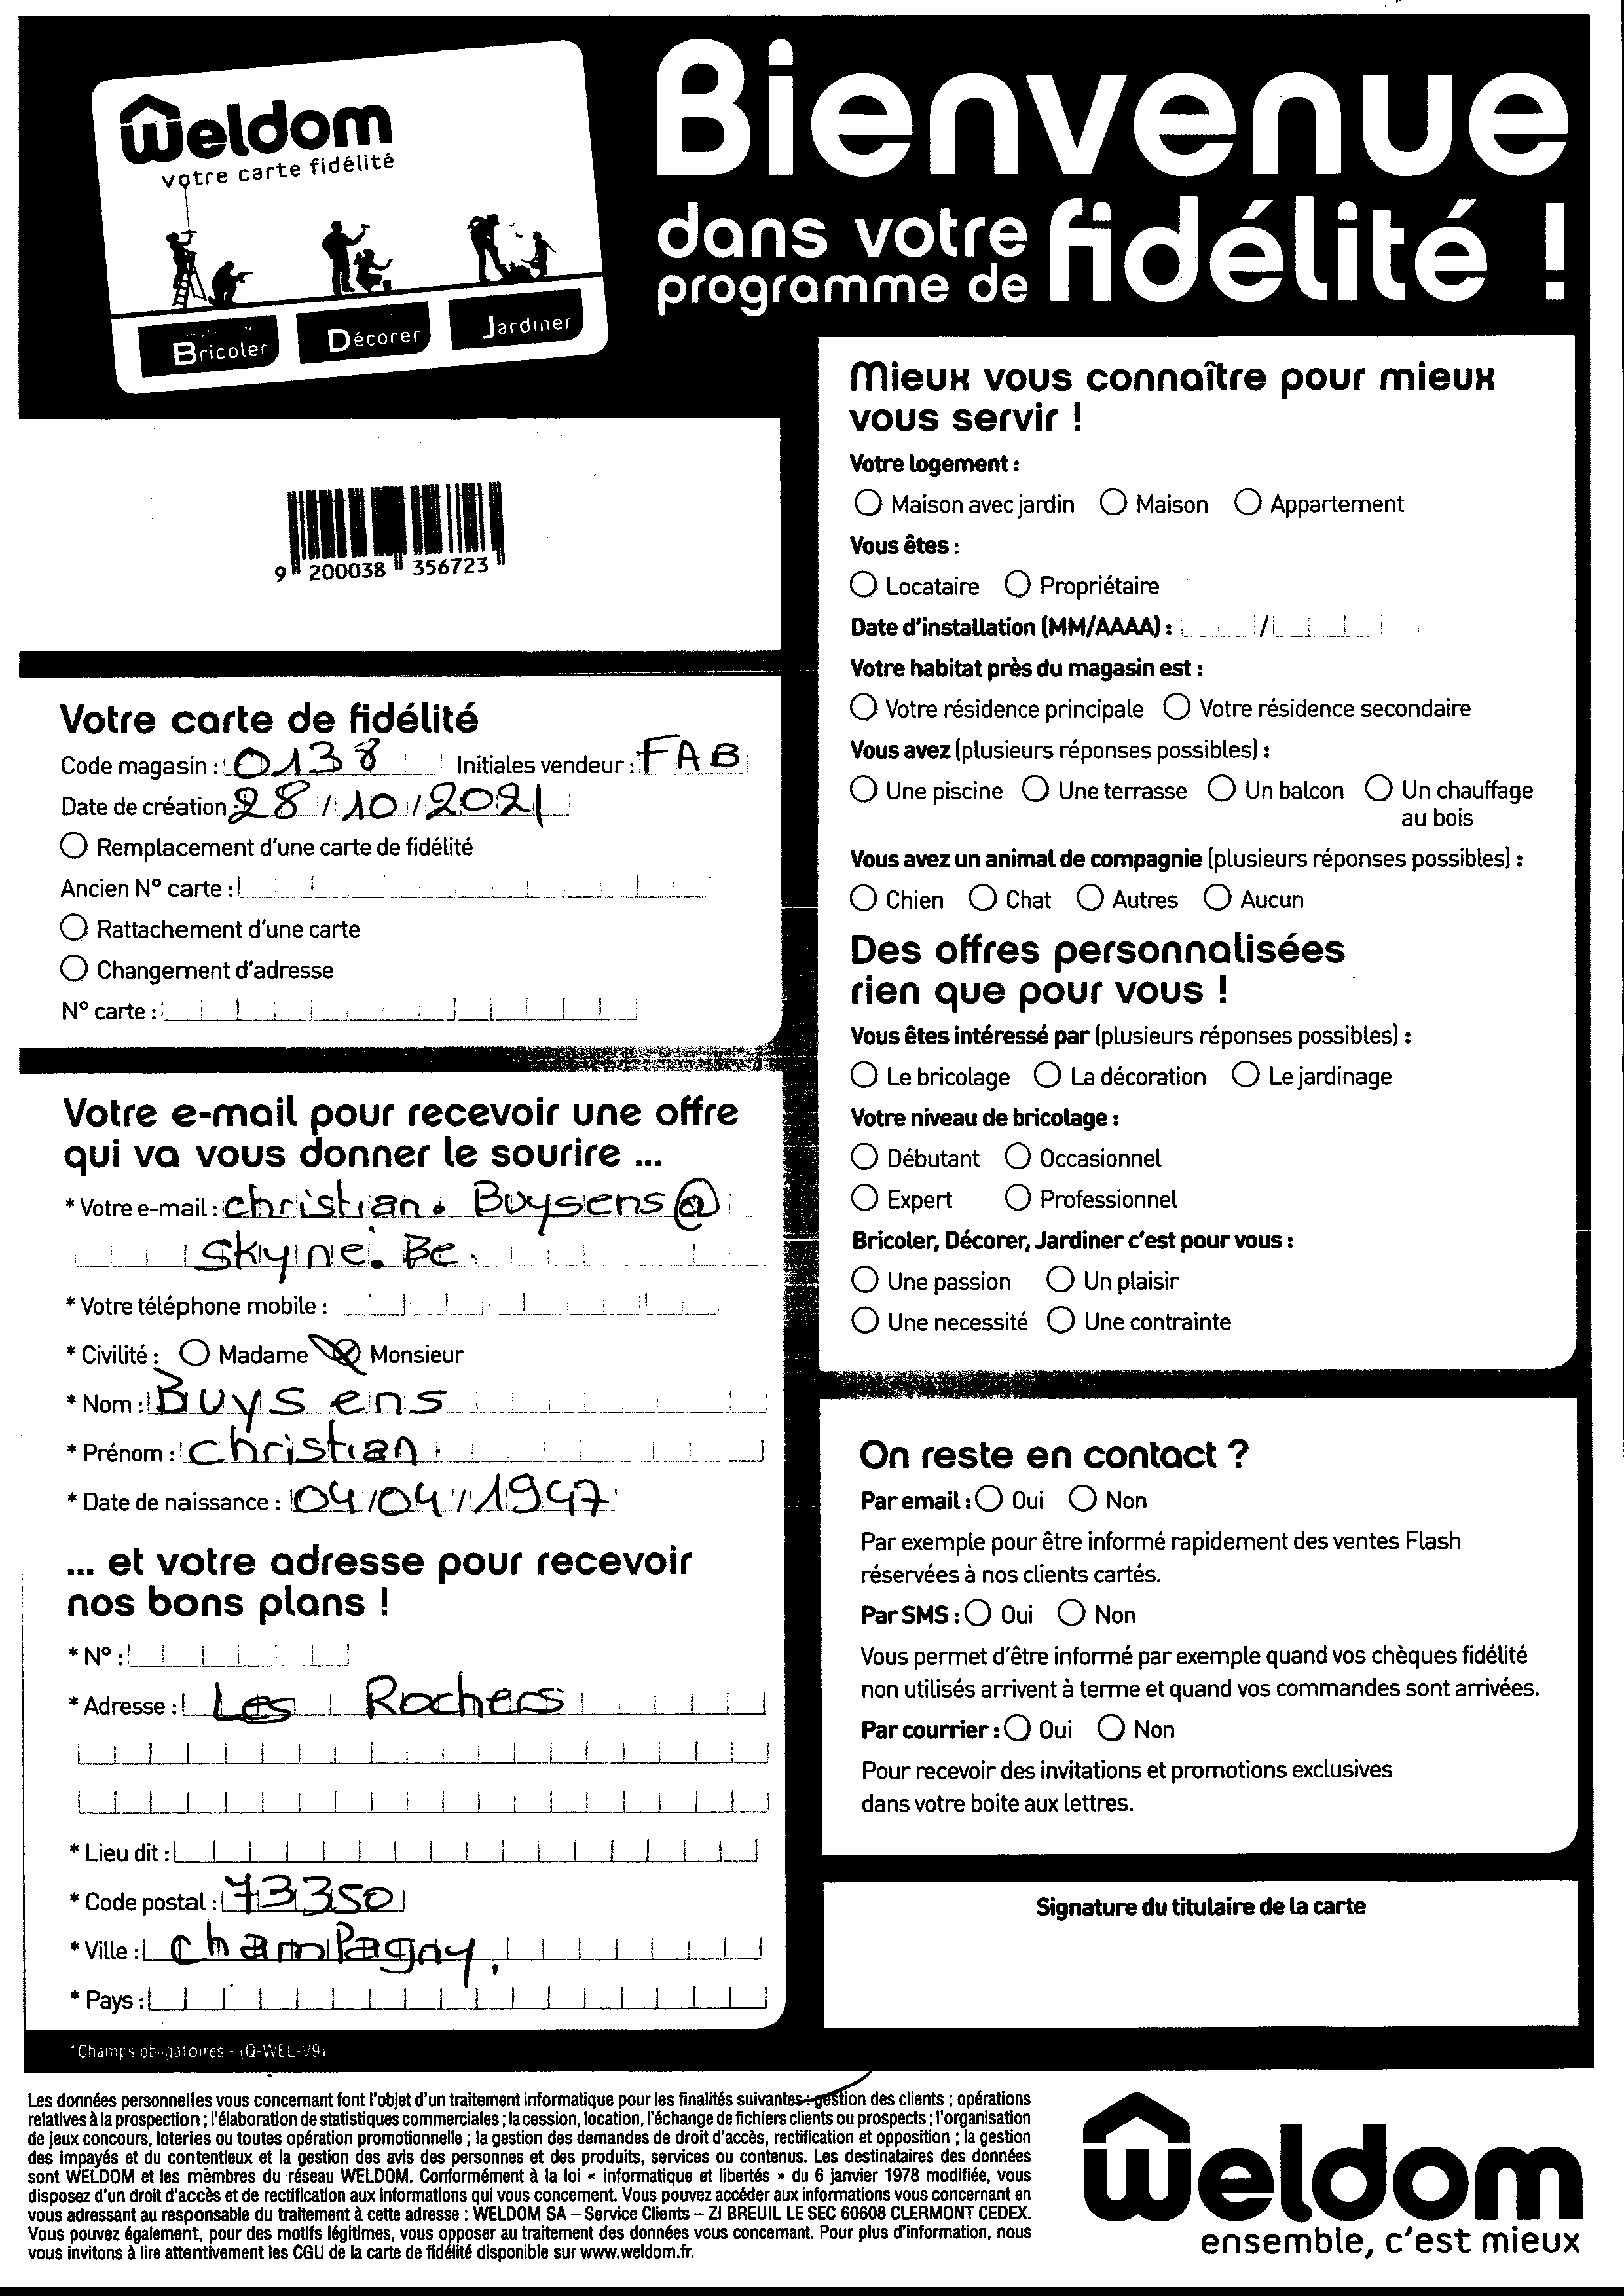 Weldom
votre carte fidélité
Bricoler
Décorer
Jardiner
Bienvenue
dans votre
programme de
fidélité !
9 200038 356723
Votre carte de fidélité
Code magasin : 0138 Initiales vendeur : FAB
Date de création : 28/10/2021
Remplacement d'une carte de fidélité
Ancien N° carte :
Rattachement d'une carte
Changement d'adresse
N° carte :
Votre e-mail pour recevoir une offre
qui va vous donner le sourire ...
* Votre e-mail : christian. Buysens@
skyne. Be.
* Votre téléphone mobile :
* Civilité : Madame Monsieur
* Nom : Buysens
* Prénom : christian.
* Date de naissance : 04/04/1947
... et votre adresse pour recevoir
nos bons plans !
* N° :
* Adresse : Les Rochers
* Lieu dit :
* Code postal : 73350
* Ville : champagny.
* Pays :
*Champs obligatoires - (Q-WEL-V9)
Mieux vous connaître pour mieux
vous servir !
Votre logement :
Maison avec jardin Maison Appartement
Vous êtes :
Locataire Propriétaire
Date d'installation (MM/AAAA) : /
Votre habitat près du magasin est :
Votre résidence principale Votre résidence secondaire
Vous avez (plusieurs réponses possibles) :
Une piscine Une terrasse Un balcon Un chauffage
au bois
Vous avez un animal de compagnie (plusieurs réponses possibles) :
Chien Chat Autres Aucun
Des offres personnalisées
rien que pour vous !
Vous êtes intéressé par (plusieurs réponses possibles) :
Le bricolage La décoration Le jardinage
Votre niveau de bricolage :
Débutant Occasionnel
Expert Professionnel
Bricoler, Décorer, Jardiner c'est pour vous :
Une passion Un plaisir
Une necessité Une contrainte
On reste en contact ?
Par email : Oui Non
Par exemple pour être informé rapidement des ventes Flash
réservées à nos clients cartés.
Par SMS : Oui Non
Vous permet d'être informé par exemple quand vos chèques fidélité
non utilisés arrivent à terme et quand vos commandes sont arrivées.
Par courrier : Oui Non
Pour recevoir des invitations et promotions exclusives
dans votre boite aux lettres.
Signature du titulaire de la carte
Les données personnelles vous concernant font l'objet d'un traitement informatique pour les finalités suivantes : gestion des clients ; opérations
relatives à la prospection ; l'élaboration de statistiques commerciales ; la cession, location, l'échange de fichiers clients ou prospects ; l'organisation
de jeux concours, loteries ou toutes opération promotionnelle ; la gestion des demandes de droit d'accès, rectification et opposition ; la gestion
des impayés et du contentieux et la gestion des avis des personnes et des produits, services ou contenus. Les destinataires des données
sont WELDOM et les membres du réseau WELDOM. Conformément à la loi « informatique et libertés » du 6 janvier 1978 modifiée, vous
disposez d'un droit d'accès et de rectification aux informations qui vous concernent. Vous pouvez accéder aux informations vous concernant en
vous adressant au responsable du traitement à cette adresse : WELDOM SA – Service Clients – ZI BREUIL LE SEC 60608 CLERMONT CEDEX.
Vous pouvez également, pour des motifs légitimes, vous opposer au traitement des données vous concernant. Pour plus d'information, nous
vous invitons à lire attentivement les CGU de la carte de fidélité disponible sur www.weldom.fr.
Weldom
ensemble, c'est mieux